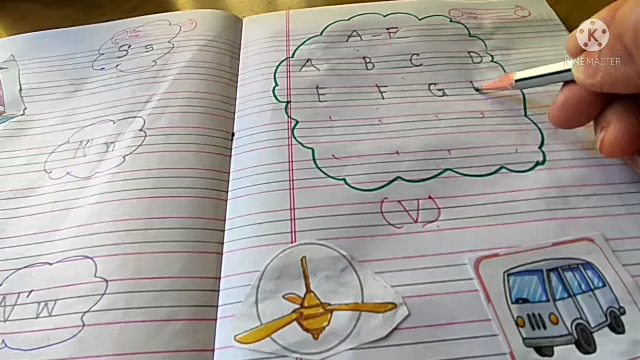 S s
A - P
A B C D
E F G
(V)
W w
KINEMASTER